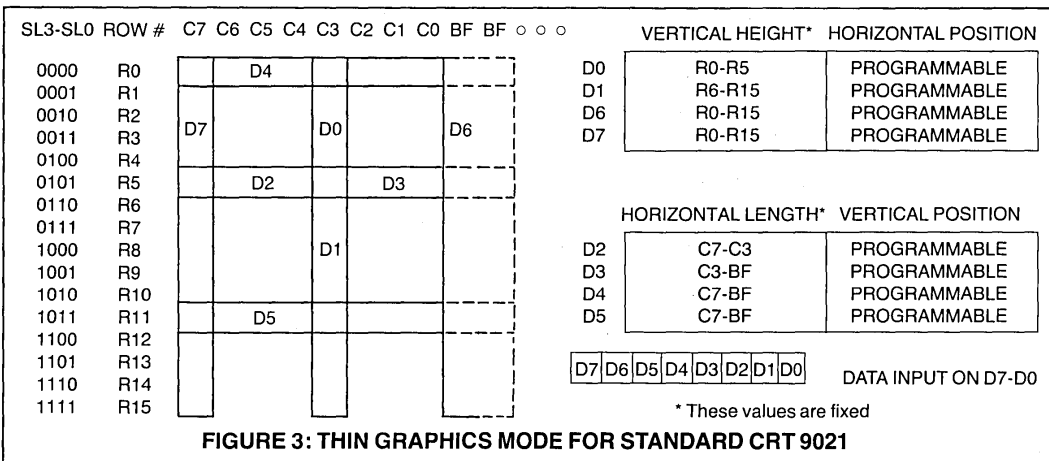 SL3-SL0 ROW # C7 C6 C5 C4 C3 C2 C1 C0 BF BF ○ ○ ○
0000 R0 D4
0001 R1
0010 R2
0011 R3 D7 D0 D6
0100 R4
0101 R5 D2 D3
0110 R6
0111 R7
1000 R8 D1
1001 R9
1010 R10
1011 R11 D5
1100 R12
1101 R13
1110 R14
1111 R15
VERTICAL HEIGHT* HORIZONTAL POSITION
D0 R0-R5 PROGRAMMABLE
D1 R6-R15 PROGRAMMABLE
D6 R0-R15 PROGRAMMABLE
D7 R0-R15 PROGRAMMABLE
HORIZONTAL LENGTH* VERTICAL POSITION
D2 C7-C3 PROGRAMMABLE
D3 C3-BF PROGRAMMABLE
D4 C7-BF PROGRAMMABLE
D5 C7-BF PROGRAMMABLE
D7 D6 D5 D4 D3 D2 D1 D0 DATA INPUT ON D7-D0
* These values are fixed
FIGURE 3: THIN GRAPHICS MODE FOR STANDARD CRT 9021